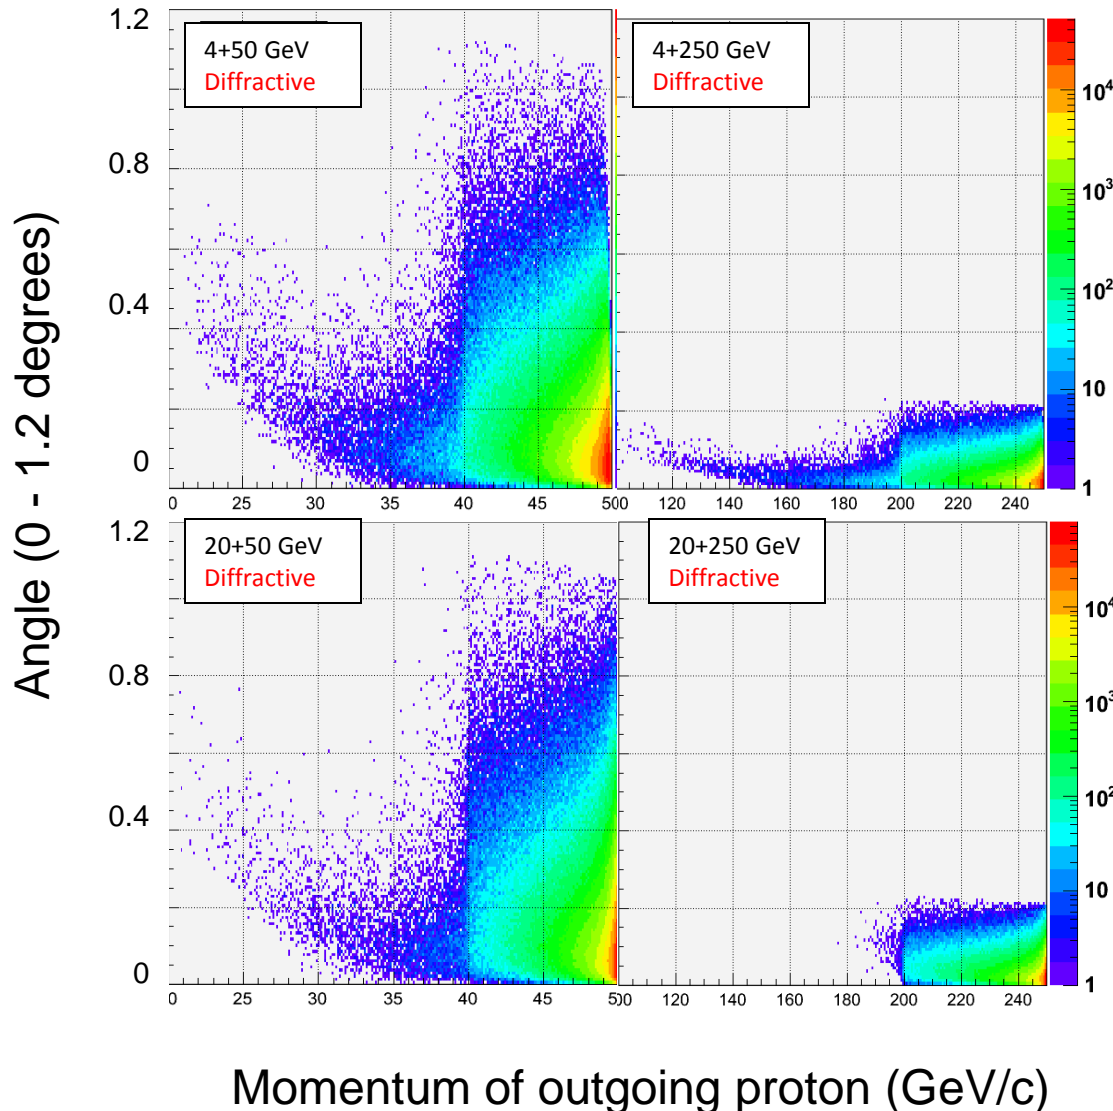 Angle (0 - 1.2 degrees)
1.2
0.8
0.4
0
4+50 GeV
Diffractive
0 25 30 35 40 45 50
4+250 GeV
Diffractive
120 140 160 180 200 220 240
10⁴
10³
10²
10
1
1.2
0.8
0.4
0
20+50 GeV
Diffractive
0 25 30 35 40 45 50
20+250 GeV
Diffractive
120 140 160 180 200 220 240
10⁴
10³
10²
10
1
Momentum of outgoing proton (GeV/c)